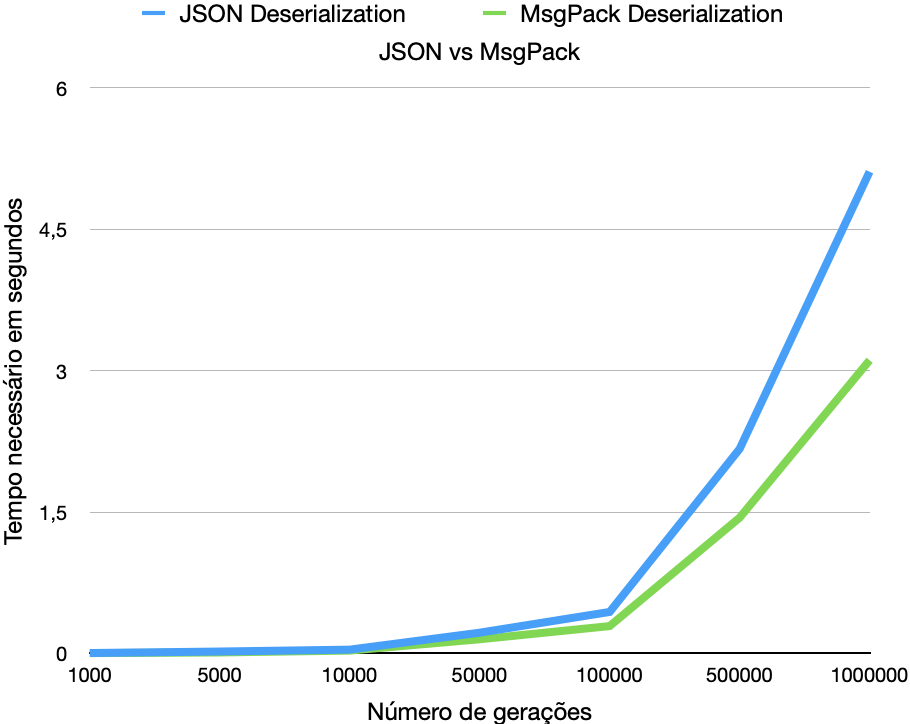 JSON Deserialization
MsgPack Deserialization
JSON vs MsgPack
Tempo necessário em segundos
6
4,5
3
1,5
0
1000 5000 10000 50000 100000 500000 1000000
Número de gerações